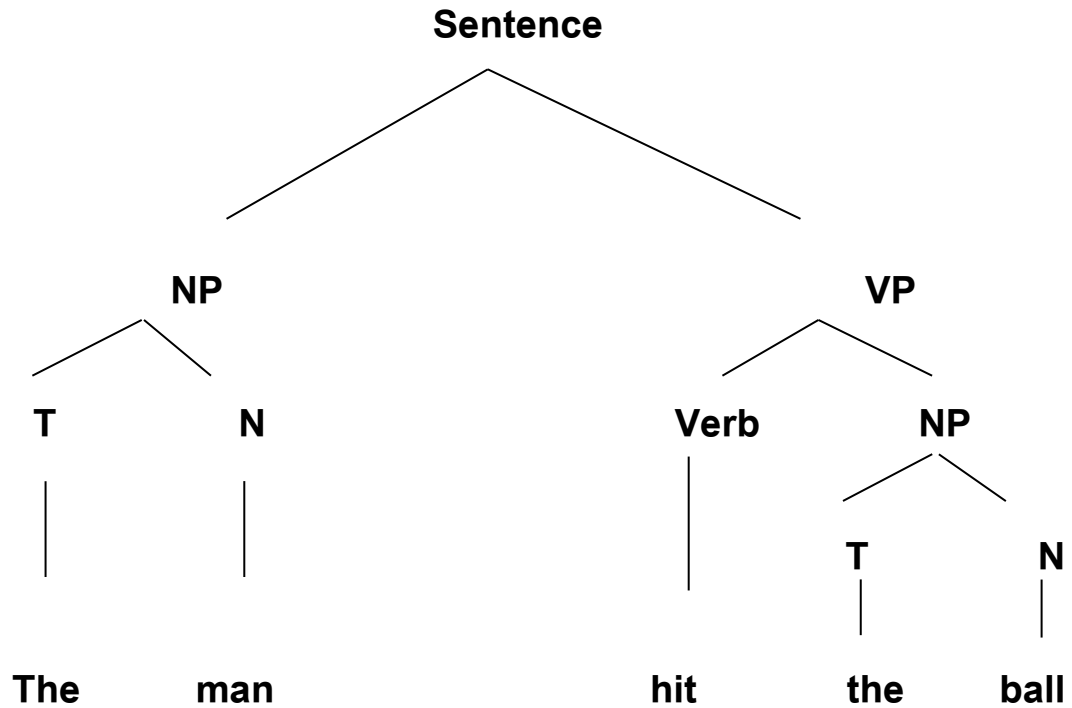 Sentence
NP VP
T N Verb NP
T N
The man hit the ball